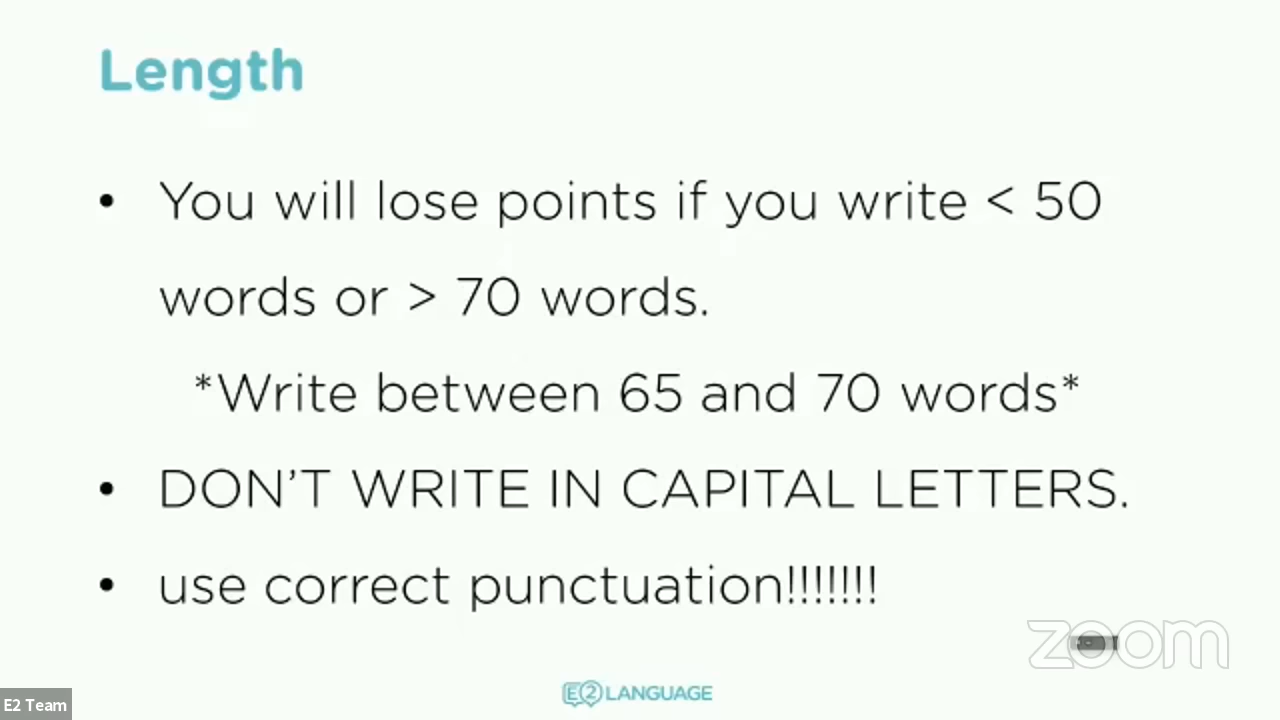 Length
• You will lose points if you write < 50
words or > 70 words.
*Write between 65 and 70 words*
• DON'T WRITE IN CAPITAL LETTERS.
• use correct punctuation!!!!!!!
zoom
E2 LANGUAGE
E2 Team